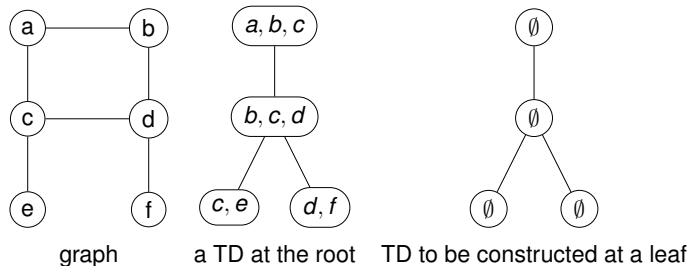 a b a, b, c ∅
c d b, c, d ∅
e f c, e d, f ∅ ∅
graph a TD at the root TD to be constructed at a leaf